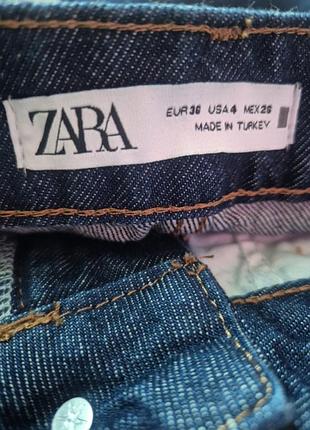 ZARA
EUR 36 USA 4 MEX 26
MADE IN TURKEY